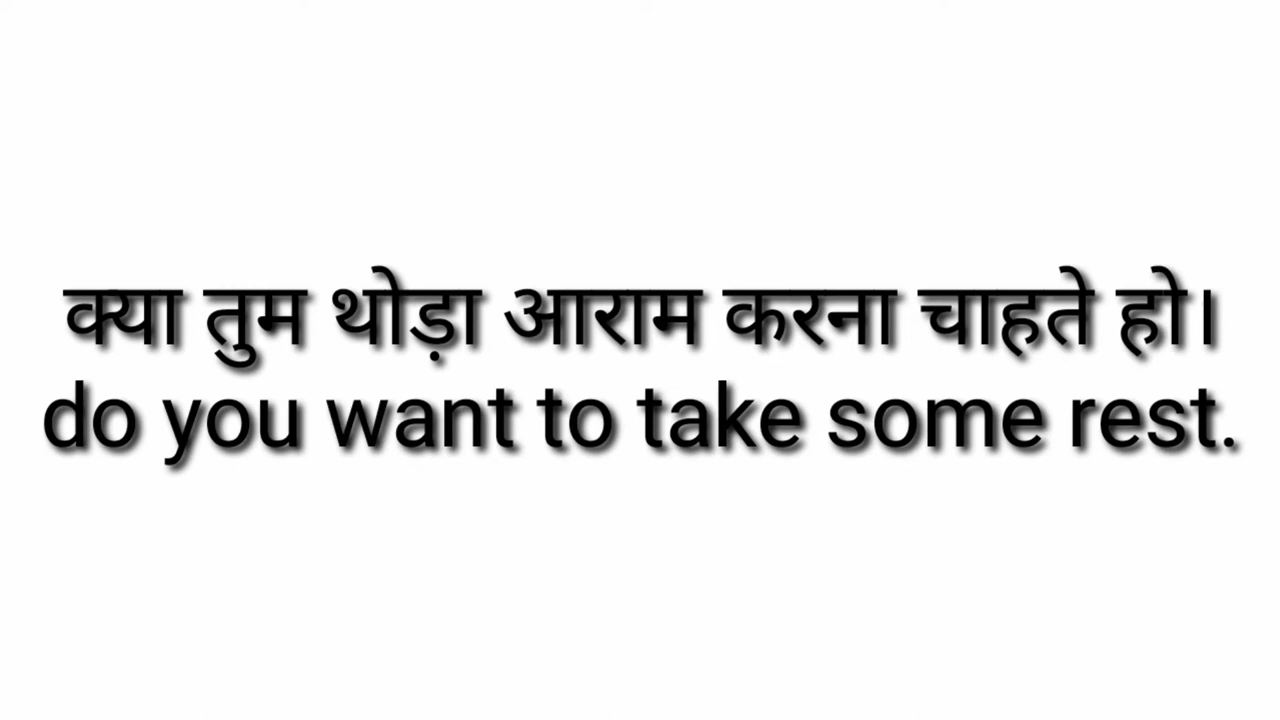 क्या तुम थोड़ा आराम करना चाहते हो।
do you want to take some rest.